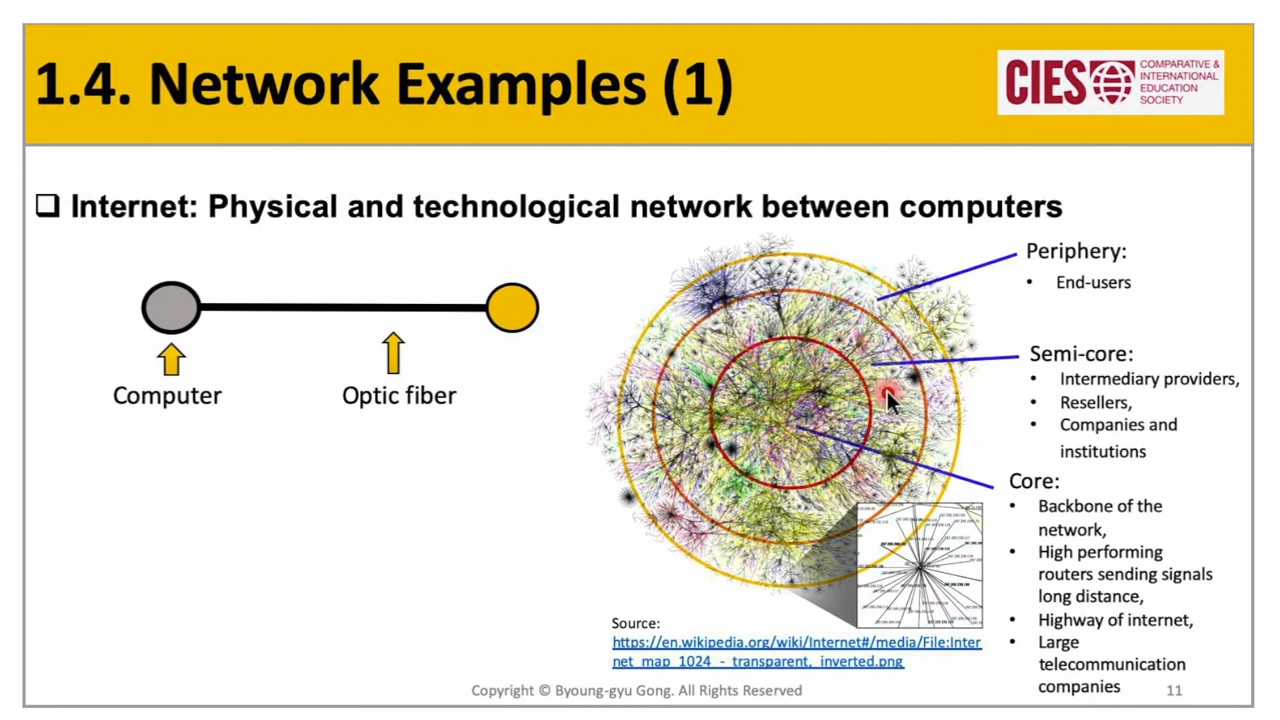 1.4. Network Examples (1)
CIES
COMPARATIVE &
INTERNATIONAL
EDUCATION
SOCIETY
❑ Internet: Physical and technological network between computers
Computer
Optic fiber
Periphery:
• End-users
Semi-core:
• Intermediary providers,
• Resellers,
• Companies and
institutions
Core:
• Backbone of the
network,
• High performing
routers sending signals
long distance,
• Highway of internet,
• Large
telecommunication
companies
Source:
https://en.wikipedia.org/wiki/Internet#/media/File:Inter
net_map_1024_-_transparent,_inverted.png
Copyright © Byoung-gyu Gong. All Rights Reserved
11